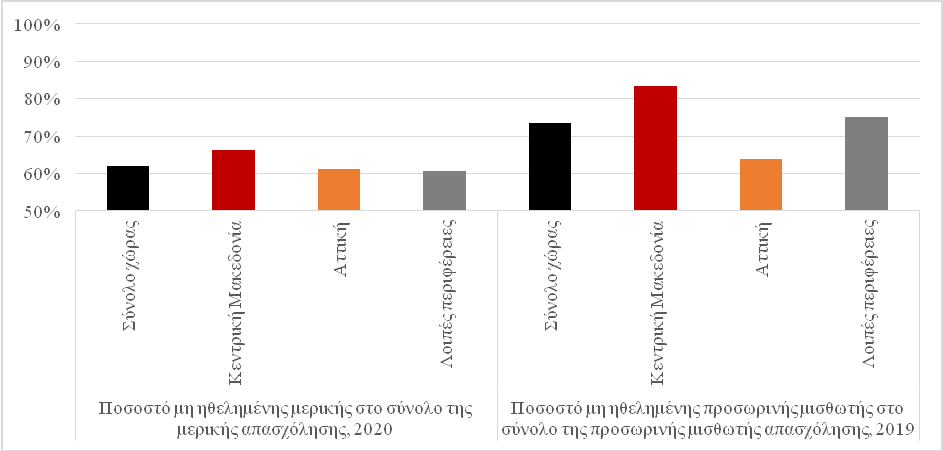 100%
90%
80%
70%
60%
50%
Σύνολο χώρας
Κεντρική Μακεδονία
Αττική
Λοιπές περιφέρειες
Σύνολο χώρας
Κεντρική Μακεδονία
Αττική
Λοιπές περιφέρειες
Ποσοστό μη ηθελημένης μερικής στο σύνολο της
μερικής απασχόλησης, 2020
Ποσοστό μη ηθελημένης προσωρινής μισθωτής στο
σύνολο της προσωρινής μισθωτής απασχόλησης, 2019